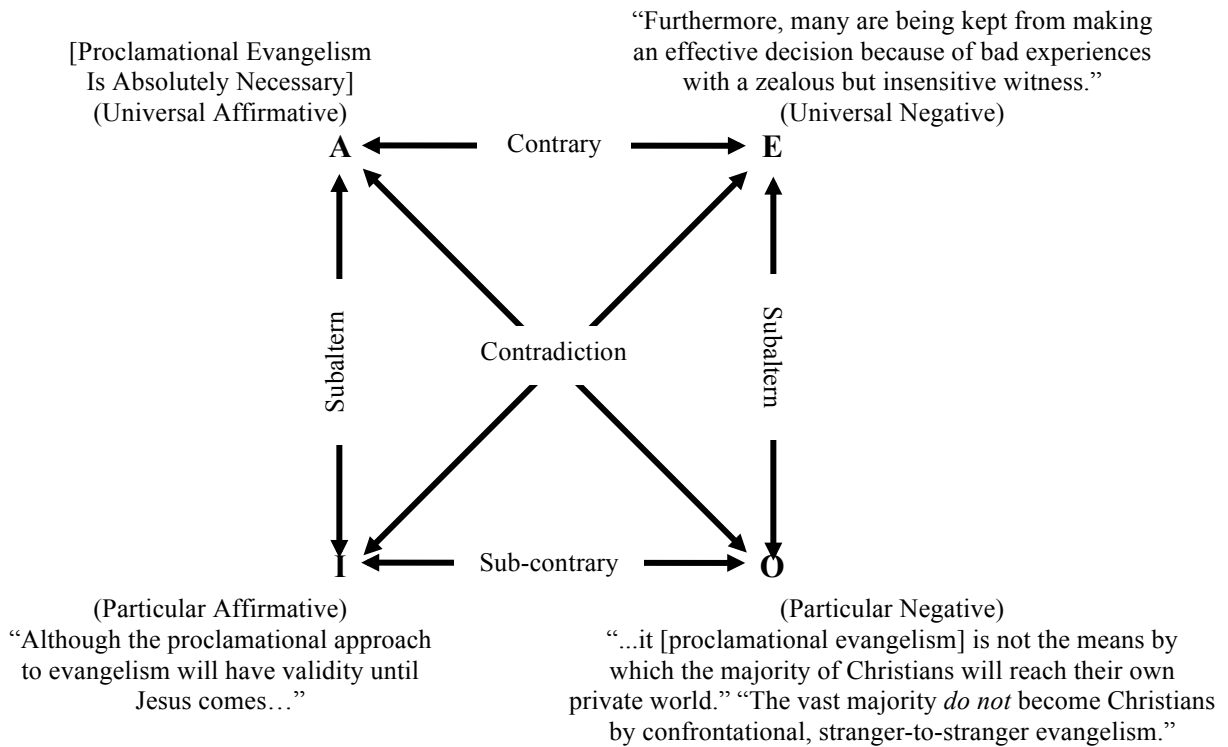 [Proclamational Evangelism
Is Absolutely Necessary]
(Universal Affirmative)
“Furthermore, many are being kept from making
an effective decision because of bad experiences
with a zealous but insensitive witness.”
(Universal Negative)
A
Contrary
E
Subaltern
Contradiction
Subaltern
I
Sub-contrary
O
(Particular Affirmative)
“Although the proclamational approach
to evangelism will have validity until
Jesus comes…”
(Particular Negative)
“...it [proclamational evangelism] is not the means by
which the majority of Christians will reach their own
private world.” “The vast majority do not become Christians
by confrontational, stranger-to-stranger evangelism.”